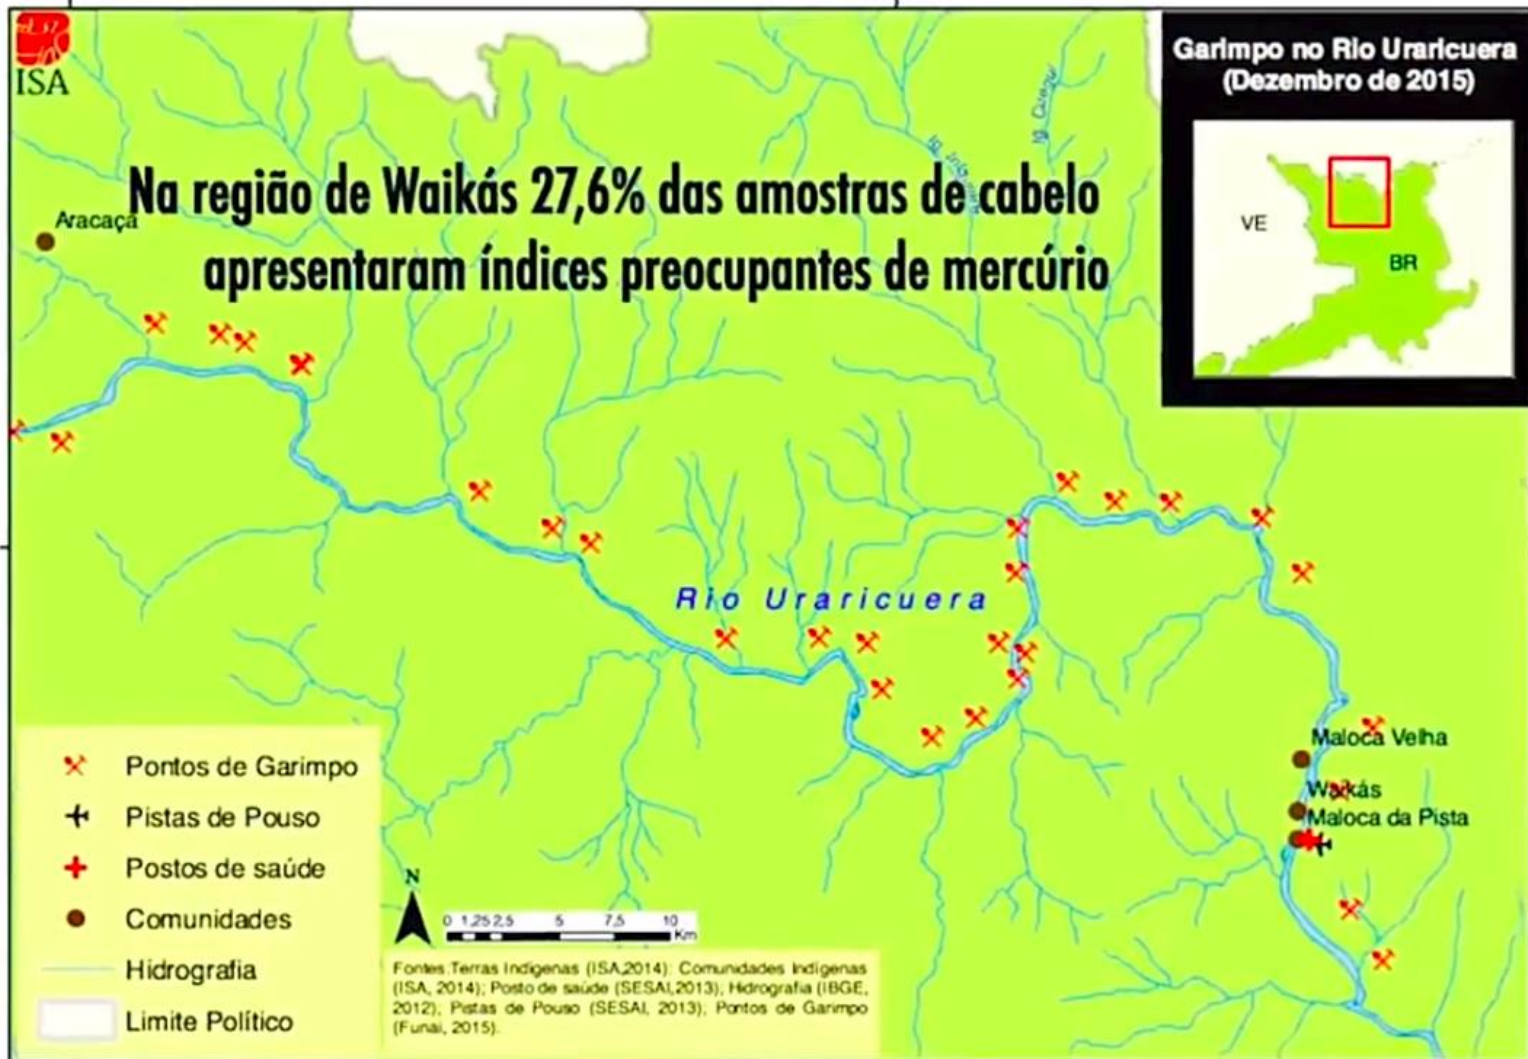 ISA
Garimpo no Rio Uraricuera
(Dezembro de 2015)
VE
BR
Na região de Waikás 27,6% das amostras de cabelo
apresentaram índices preocupantes de mercúrio
Aracaçá
Ig.
Ig.
Rio Uraricuera
Maloca Velha
Waikás
Maloca da Pista
Pontos de Garimpo
Pistas de Pouso
Postos de saúde
Comunidades
Hidrografia
Limite Político
N
0 1,25 2,5 5 7,5 10
Km
Fontes:Terras Indígenas (ISA,2014): Comunidades Indígenas
(ISA, 2014); Posto de saúde (SESAI,2013); Hidrografia (IBGE,
2012); Pistas de Pouso (SESAI, 2013); Pontos de Garimpo
(Funai, 2015).